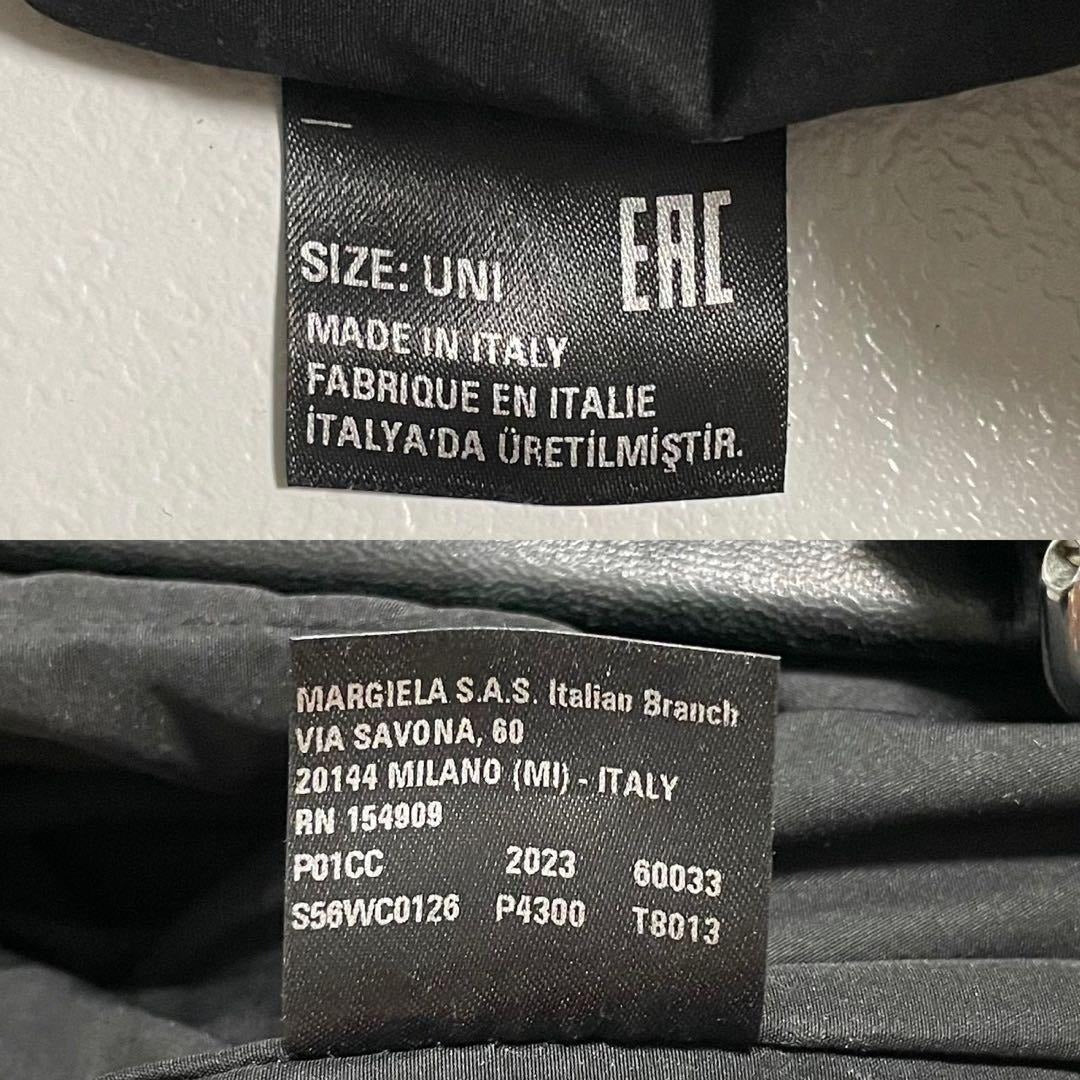 EAC
SIZE: UNI
MADE IN ITALY
FABRIQUE EN ITALIE
İTALYA'DA ÜRETİLMİŞTİR.
MARGIELA S.A.S. Italian Branch
VIA SAVONA, 60
20144 MILANO (MI) - ITALY
RN 154909
P01CC 2023 60033
S56WC0126 P4300 T8013